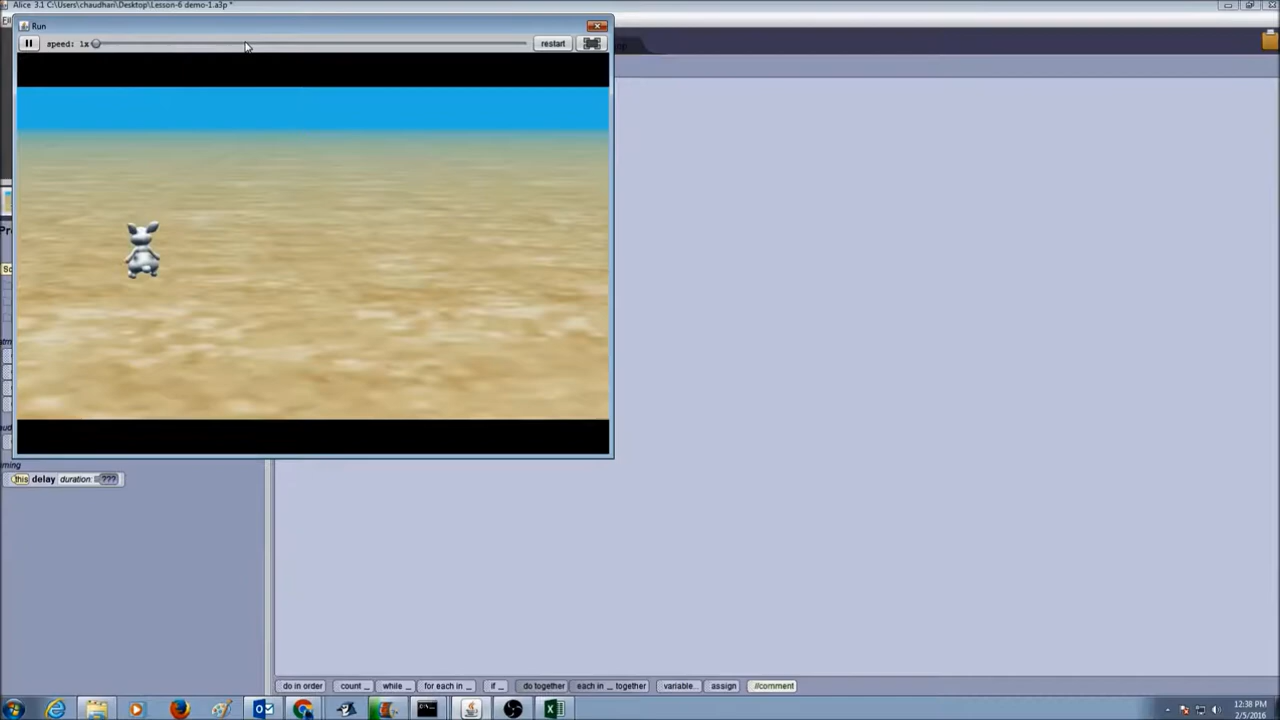 Alice 3.1 C:\Users\chaudhari\Desktop\Lesson-6 demo-1.a3p *
Run
speed: 1x
restart
this delay duration: ???
do in order
count _
while _
for each in _
if _
do together
each in _ together
variable...
assign
//comment
12:38 PM
2/5/2016